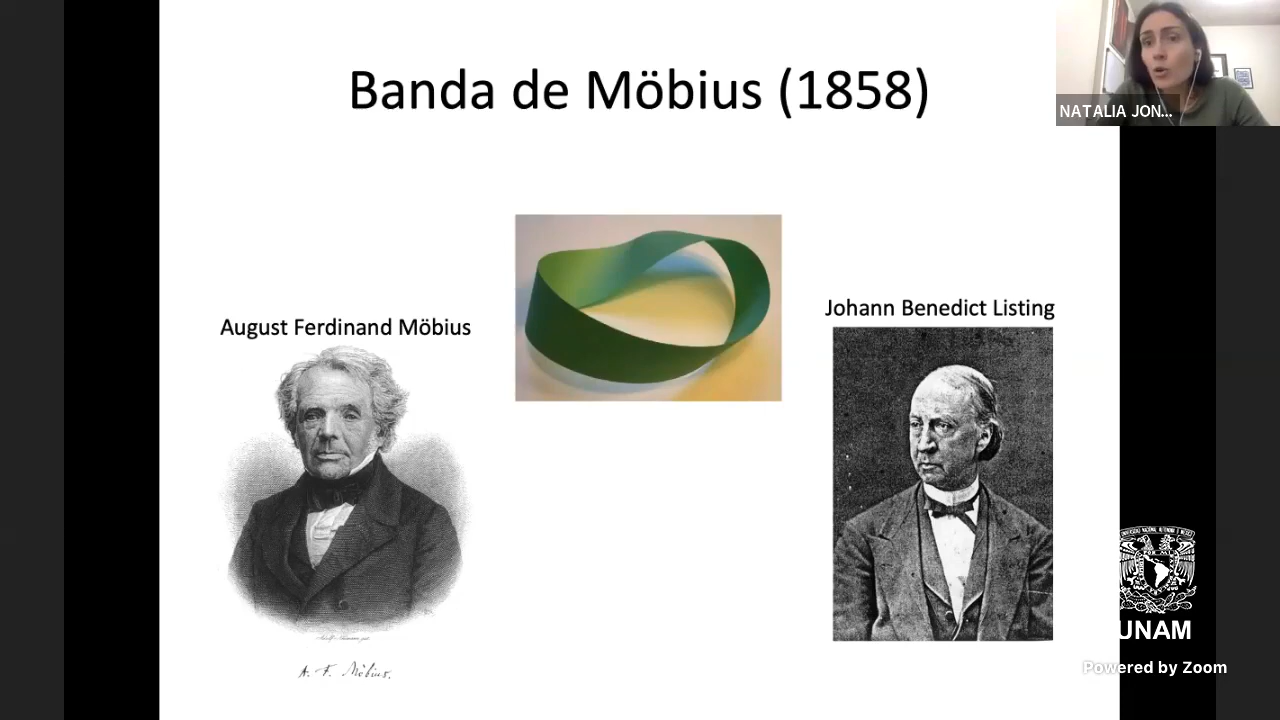 Banda de Möbius (1858)
NATALIA JON...
August Ferdinand Möbius
Johann Benedict Listing
A. F. Möbius.
UNAM
Powered by Zoom